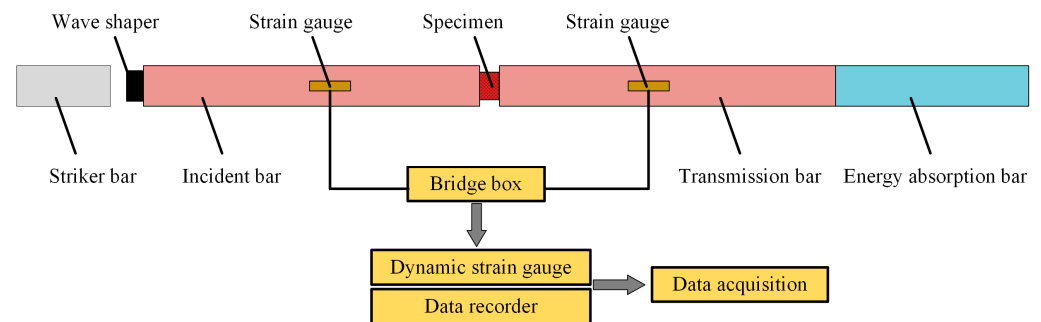 Wave shaper
Strain gauge
Specimen
Strain gauge
Striker bar
Incident bar
Transmission bar
Energy absorption bar
Bridge box
Dynamic strain gauge
Data recorder
Data acquisition